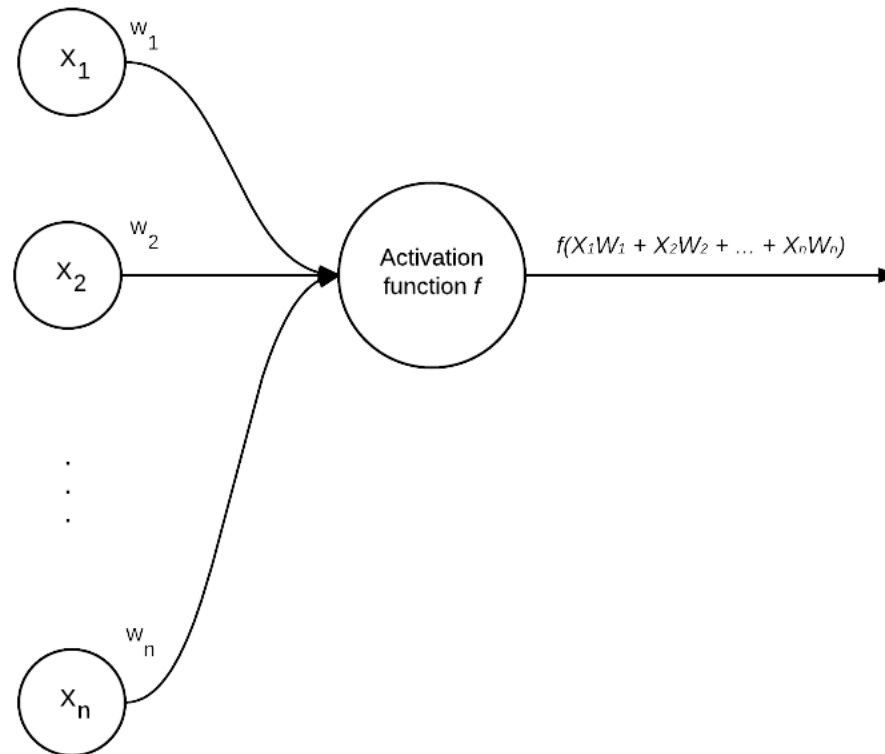 w₁
X₁
w₂
X₂
Activation
function f
f(X₁W₁ + X₂W₂ + ... + XₙWₙ)
.
.
.
wₙ
Xₙ